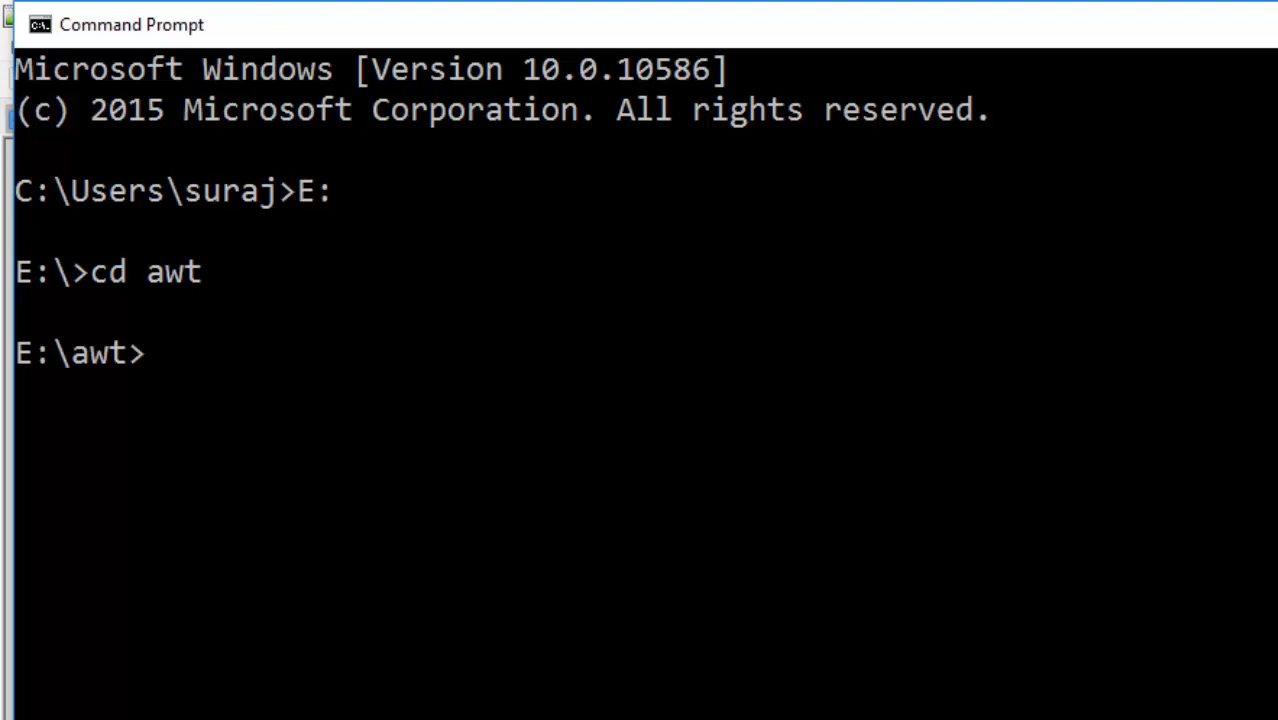 Command Prompt
Microsoft Windows [Version 10.0.10586]
(c) 2015 Microsoft Corporation. All rights reserved.
C:\Users\suraj>E:
E:\>cd awt
E:\awt>